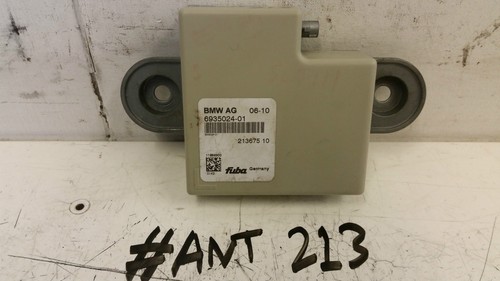 BMW AG 06-10
6935024-01
213675 10
fuba Germany
#ANT 213